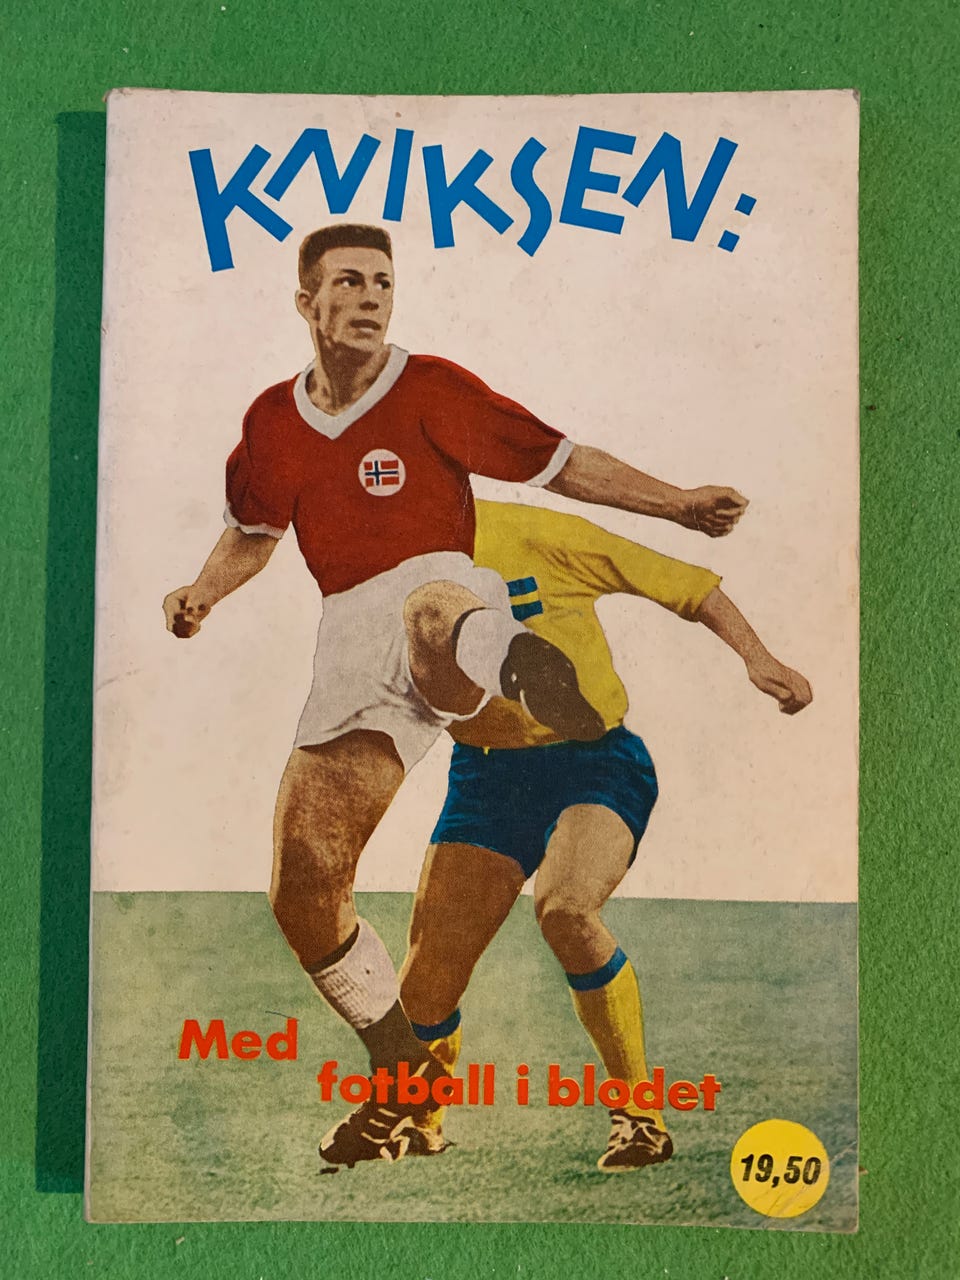 KNIKSEN:
Med
fotball i blodet
19,50